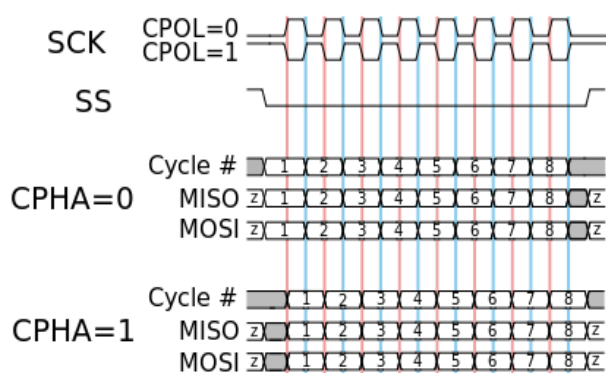 SCK CPOL=0
CPOL=1
SS
Cycle # 1 2 3 4 5 6 7 8
CPHA=0 MISO z 1 2 3 4 5 6 7 8 z
MOSI z 1 2 3 4 5 6 7 8 z
Cycle # 1 2 3 4 5 6 7 8
CPHA=1 MISO z 1 2 3 4 5 6 7 8 z
MOSI z 1 2 3 4 5 6 7 8 z